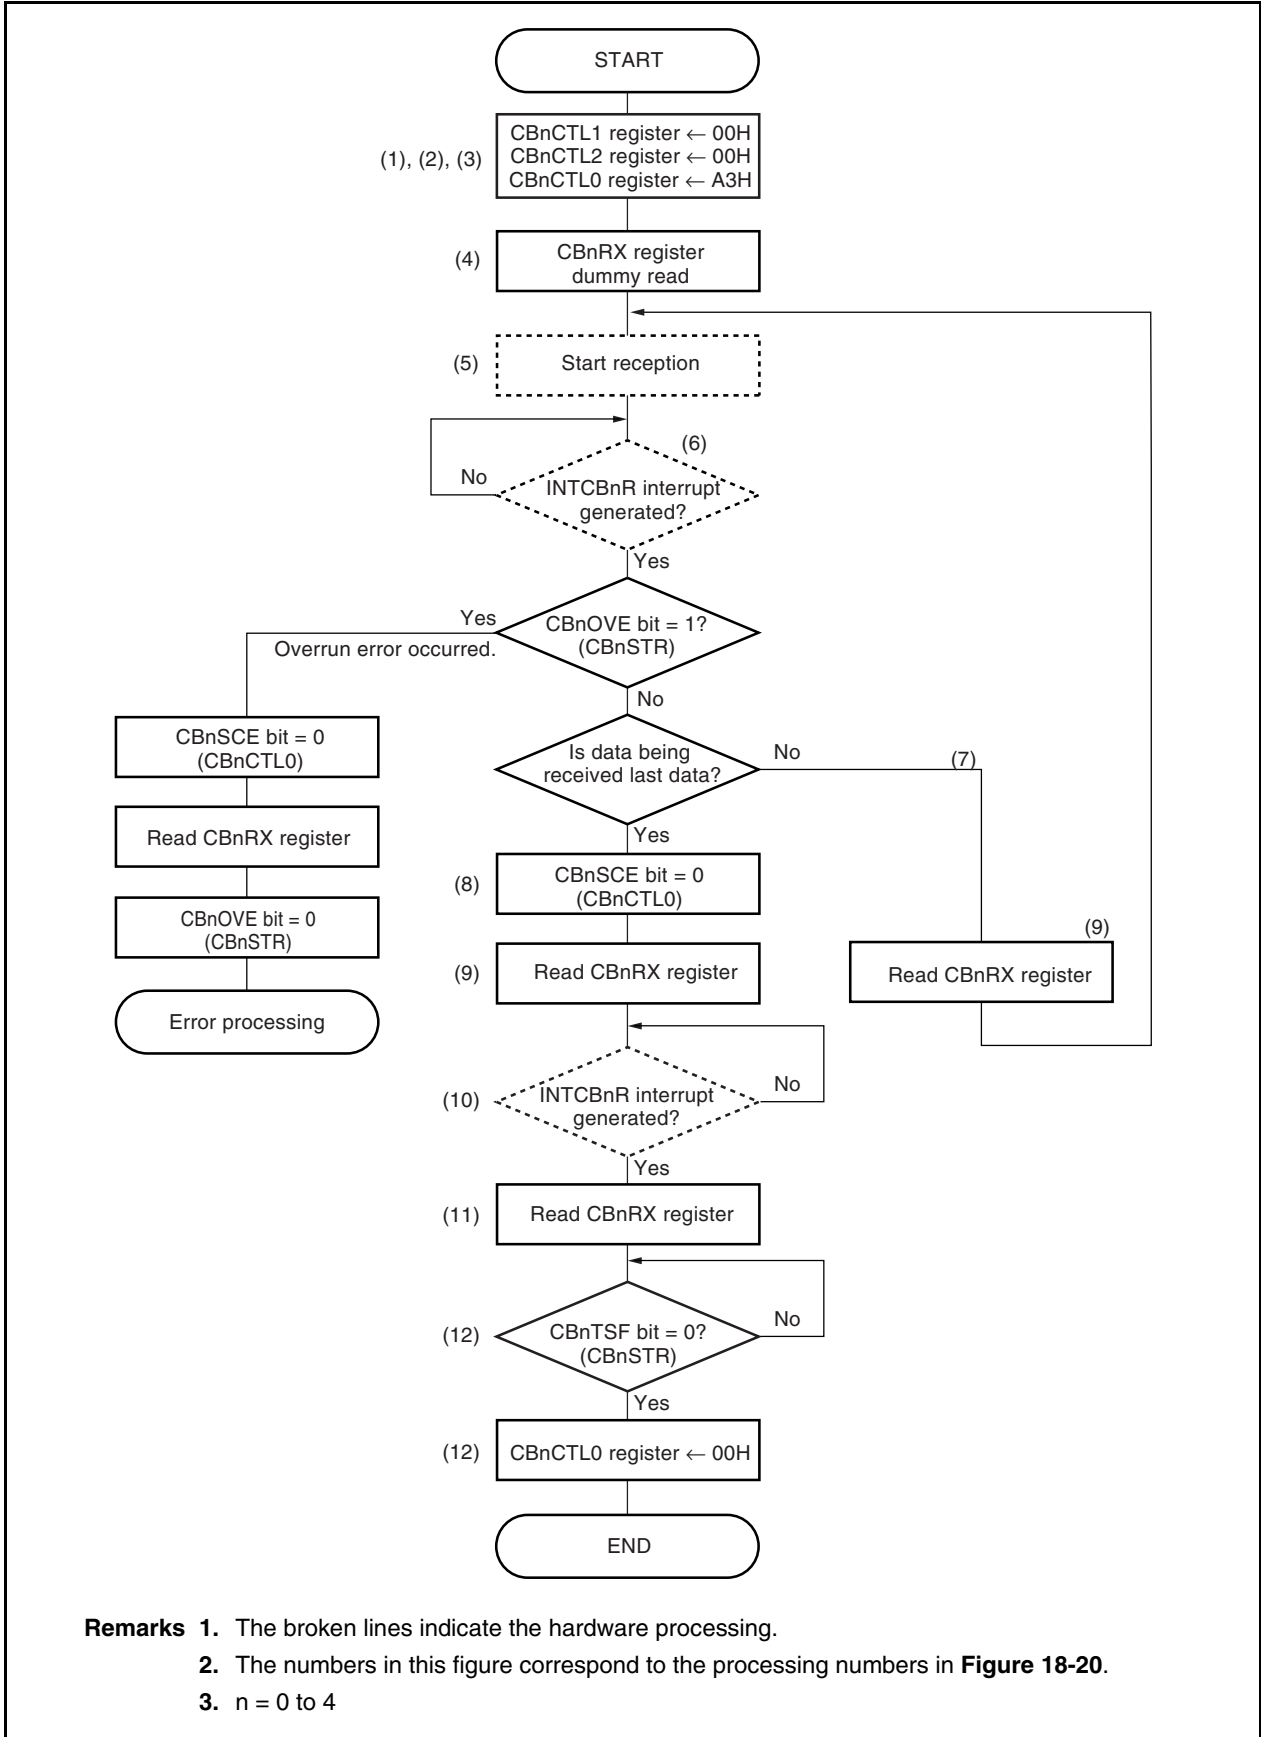 START
(1), (2), (3)
CBnCTL1 register ← 00H
CBnCTL2 register ← 00H
CBnCTL0 register ← A3H
(4)
CBnRX register
dummy read
(5)
Start reception
(6)
No
INTCBnR interrupt
generated?
Yes
Yes
CBnOVE bit = 1?
(CBnSTR)
Overrun error occurred.
No
CBnSCE bit = 0
(CBnCTL0)
Is data being
received last data?
No
(7)
Read CBnRX register
Yes
(8)
CBnSCE bit = 0
(CBnCTL0)
CBnOVE bit = 0
(CBnSTR)
(9)
Read CBnRX register
(9)
Read CBnRX register
Error processing
(10)
INTCBnR interrupt
generated?
No
Yes
(11)
Read CBnRX register
(12)
CBnTSF bit = 0?
(CBnSTR)
No
Yes
(12)
CBnCTL0 register ← 00H
END
Remarks 1. The broken lines indicate the hardware processing.
2. The numbers in this figure correspond to the processing numbers in Figure 18-20.
3. n = 0 to 4